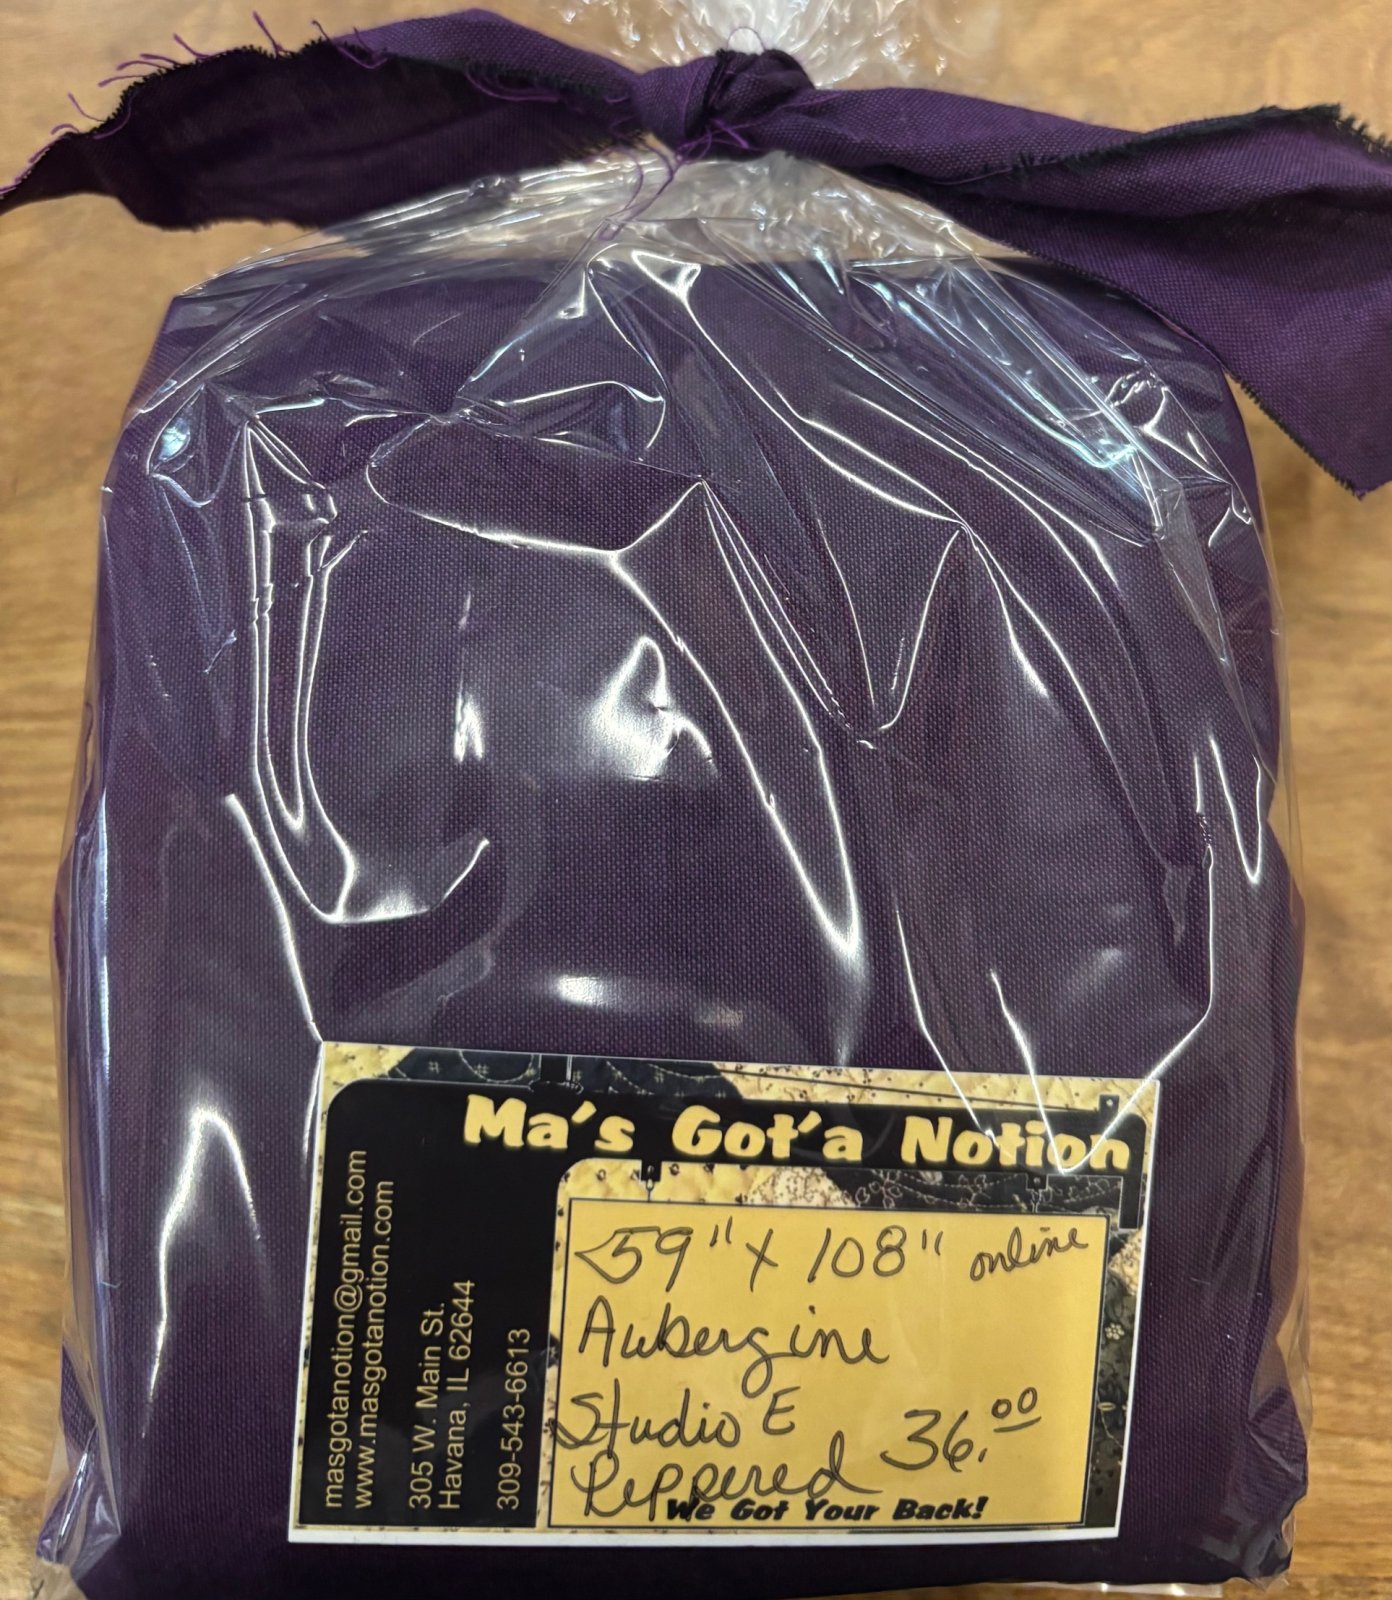 Ma's Got'a Notion
masgotanotion@gmail.com
www.masgotanotion.com
305 W. Main St.
Havana, IL 62644
309-543-6613
59" x 108" online
Aubergine
Studio E
Peppered 36.00
We Got Your Back!